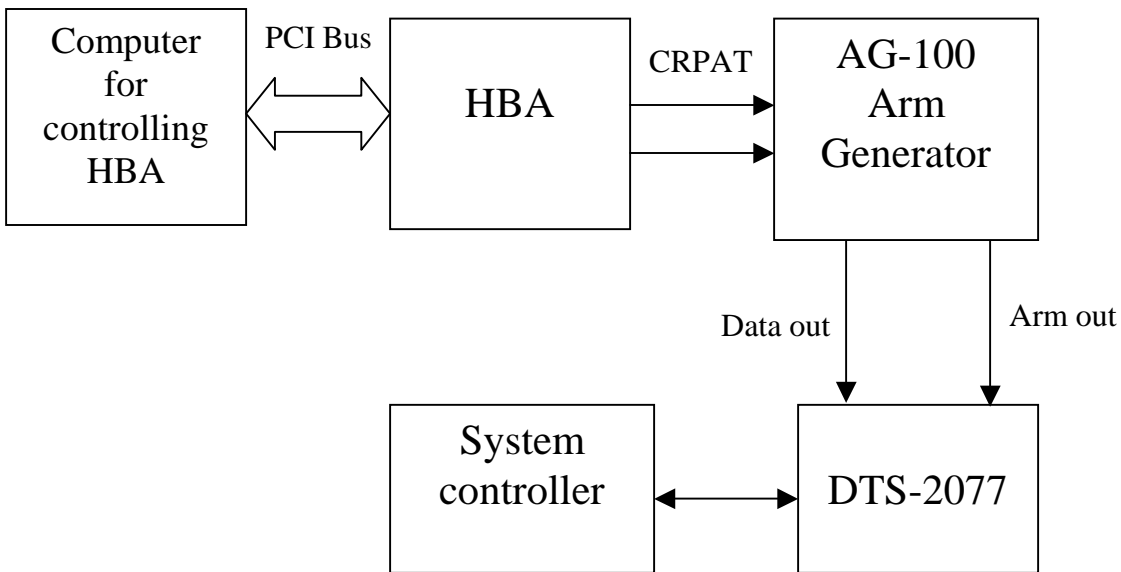 Computer
for
controlling
HBA
PCI Bus
HBA
CRPAT
AG-100
Arm
Generator
Data out
Arm out
System
controller
DTS-2077